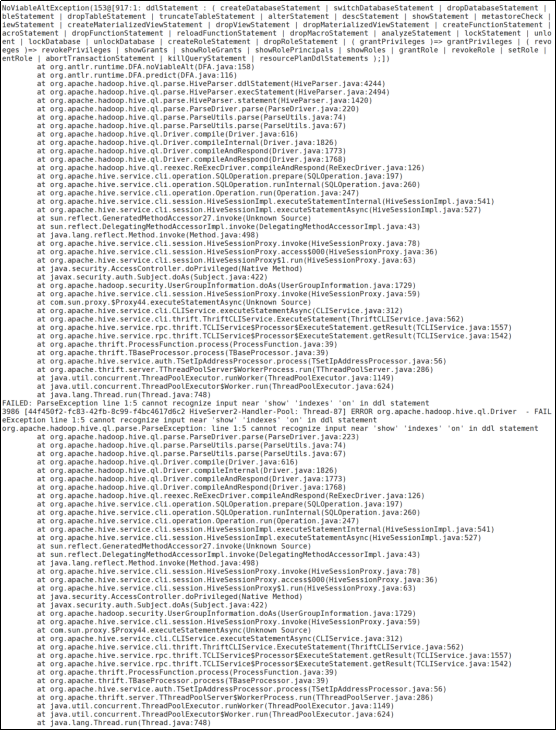 NoViableAltException(153@[917:1: ddlStatement : ( createDatabaseStatement | switchDatabaseStatement | dropDatabaseStatement |
eateTableStatement | dropTableStatement | truncateTableStatement | alterStatement | descStatement | showStatement | metastoreCheck |
iewStatement | createMaterializedViewStatement | dropViewStatement | dropMaterializedViewStatement | createFunctionStatement |
acroStatement | dropFunctionStatement | reloadFunctionStatement | dropMacroStatement | analyzeStatement | lockStatement | unlo
ent | lockDatabase | unlockDatabase | createRoleStatement | dropRoleStatement | ( grantPrivileges )=> grantPrivileges | ( revo
eges )=> revokePrivileges | showGrants | showRoleGrants | showRolePrincipals | showRoles | grantRole | revokeRole | setRole |
entRole | abortTransactionStatement | killQueryStatement | resourcePlanDdlStatements );])
at org.antlr.runtime.DFA.noViableAlt(DFA.java:158)
at org.antlr.runtime.DFA.predict(DFA.java:116)
at org.apache.hadoop.hive.ql.parse.HiveParser.ddlStatement(HiveParser.java:4244)
at org.apache.hadoop.hive.ql.parse.HiveParser.execStatement(HiveParser.java:2494)
at org.apache.hadoop.hive.ql.parse.HiveParser.statement(HiveParser.java:1420)
at org.apache.hadoop.hive.ql.parse.ParseDriver.parse(ParseDriver.java:220)
at org.apache.hadoop.hive.ql.parse.ParseUtils.parse(ParseUtils.java:74)
at org.apache.hadoop.hive.ql.parse.ParseUtils.parse(ParseUtils.java:67)
at org.apache.hadoop.hive.ql.Driver.compile(Driver.java:616)
at org.apache.hadoop.hive.ql.Driver.compileInternal(Driver.java:1826)
at org.apache.hadoop.hive.ql.Driver.compileAndRespond(Driver.java:1773)
at org.apache.hadoop.hive.ql.Driver.compileAndRespond(Driver.java:1768)
at org.apache.hadoop.hive.ql.reexec.ReExecDriver.compileAndRespond(ReExecDriver.java:126)
at org.apache.hive.service.cli.operation.SQLOperation.prepare(SQLOperation.java:197)
at org.apache.hive.service.cli.operation.SQLOperation.runInternal(SQLOperation.java:260)
at org.apache.hive.service.cli.operation.Operation.run(Operation.java:247)
at org.apache.hive.service.cli.session.HiveSessionImpl.executeStatementInternal(HiveSessionImpl.java:541)
at org.apache.hive.service.cli.session.HiveSessionImpl.executeStatementAsync(HiveSessionImpl.java:527)
at sun.reflect.GeneratedMethodAccessor27.invoke(Unknown Source)
at sun.reflect.DelegatingMethodAccessorImpl.invoke(DelegatingMethodAccessorImpl.java:43)
at java.lang.reflect.Method.invoke(Method.java:498)
at org.apache.hive.service.cli.session.HiveSessionProxy.invoke(HiveSessionProxy.java:78)
at org.apache.hive.service.cli.session.HiveSessionProxy.access$000(HiveSessionProxy.java:36)
at org.apache.hive.service.cli.session.HiveSessionProxy$1.run(HiveSessionProxy.java:63)
at java.security.AccessController.doPrivileged(Native Method)
at javax.security.auth.Subject.doAs(Subject.java:422)
at org.apache.hadoop.security.UserGroupInformation.doAs(UserGroupInformation.java:1729)
at org.apache.hive.service.cli.session.HiveSessionProxy.invoke(HiveSessionProxy.java:59)
at com.sun.proxy.$Proxy44.executeStatementAsync(Unknown Source)
at org.apache.hive.service.cli.CLIService.executeStatementAsync(CLIService.java:312)
at org.apache.hive.service.cli.thrift.ThriftCLIService.ExecuteStatement(ThriftCLIService.java:562)
at org.apache.hive.service.rpc.thrift.TCLIService$Processor$ExecuteStatement.getResult(TCLIService.java:1557)
at org.apache.hive.service.rpc.thrift.TCLIService$Processor$ExecuteStatement.getResult(TCLIService.java:1542)
at org.apache.thrift.ProcessFunction.process(ProcessFunction.java:39)
at org.apache.thrift.TBaseProcessor.process(TBaseProcessor.java:39)
at org.apache.hive.service.auth.TSetIpAddressProcessor.process(TSetIpAddressProcessor.java:56)
at org.apache.thrift.server.TThreadPoolServer$WorkerProcess.run(TThreadPoolServer.java:286)
at java.util.concurrent.ThreadPoolExecutor.runWorker(ThreadPoolExecutor.java:1149)
at java.util.concurrent.ThreadPoolExecutor$Worker.run(ThreadPoolExecutor.java:624)
at java.lang.Thread.run(Thread.java:748)
FAILED: ParseException line 1:5 cannot recognize input near 'show' 'indexes' 'on' in ddl statement
3986 [44f450f2-fc83-42fb-8c99-f4bc4617d6c2 HiveServer2-Handler-Pool: Thread-87] ERROR org.apache.hadoop.hive.ql.Driver - FAIL
eException line 1:5 cannot recognize input near 'show' 'indexes' 'on' in ddl statement
org.apache.hadoop.hive.ql.parse.ParseException: line 1:5 cannot recognize input near 'show' 'indexes' 'on' in ddl statement
at org.apache.hadoop.hive.ql.parse.ParseDriver.parse(ParseDriver.java:223)
at org.apache.hadoop.hive.ql.parse.ParseUtils.parse(ParseUtils.java:74)
at org.apache.hadoop.hive.ql.parse.ParseUtils.parse(ParseUtils.java:67)
at org.apache.hadoop.hive.ql.Driver.compile(Driver.java:616)
at org.apache.hadoop.hive.ql.Driver.compileInternal(Driver.java:1826)
at org.apache.hadoop.hive.ql.Driver.compileAndRespond(Driver.java:1773)
at org.apache.hadoop.hive.ql.Driver.compileAndRespond(Driver.java:1768)
at org.apache.hadoop.hive.ql.reexec.ReExecDriver.compileAndRespond(ReExecDriver.java:126)
at org.apache.hive.service.cli.operation.SQLOperation.prepare(SQLOperation.java:197)
at org.apache.hive.service.cli.operation.SQLOperation.runInternal(SQLOperation.java:260)
at org.apache.hive.service.cli.operation.Operation.run(Operation.java:247)
at org.apache.hive.service.cli.session.HiveSessionImpl.executeStatementInternal(HiveSessionImpl.java:541)
at org.apache.hive.service.cli.session.HiveSessionImpl.executeStatementAsync(HiveSessionImpl.java:527)
at sun.reflect.GeneratedMethodAccessor27.invoke(Unknown Source)
at sun.reflect.DelegatingMethodAccessorImpl.invoke(DelegatingMethodAccessorImpl.java:43)
at java.lang.reflect.Method.invoke(Method.java:498)
at org.apache.hive.service.cli.session.HiveSessionProxy.invoke(HiveSessionProxy.java:78)
at org.apache.hive.service.cli.session.HiveSessionProxy.access$000(HiveSessionProxy.java:36)
at org.apache.hive.service.cli.session.HiveSessionProxy$1.run(HiveSessionProxy.java:63)
at java.security.AccessController.doPrivileged(Native Method)
at javax.security.auth.Subject.doAs(Subject.java:422)
at org.apache.hadoop.security.UserGroupInformation.doAs(UserGroupInformation.java:1729)
at org.apache.hive.service.cli.session.HiveSessionProxy.invoke(HiveSessionProxy.java:59)
at com.sun.proxy.$Proxy44.executeStatementAsync(Unknown Source)
at org.apache.hive.service.cli.CLIService.executeStatementAsync(CLIService.java:312)
at org.apache.hive.service.cli.thrift.ThriftCLIService.ExecuteStatement(ThriftCLIService.java:562)
at org.apache.hive.service.rpc.thrift.TCLIService$Processor$ExecuteStatement.getResult(TCLIService.java:1557)
at org.apache.hive.service.rpc.thrift.TCLIService$Processor$ExecuteStatement.getResult(TCLIService.java:1542)
at org.apache.thrift.ProcessFunction.process(ProcessFunction.java:39)
at org.apache.thrift.TBaseProcessor.process(TBaseProcessor.java:39)
at org.apache.hive.service.auth.TSetIpAddressProcessor.process(TSetIpAddressProcessor.java:56)
at org.apache.thrift.server.TThreadPoolServer$WorkerProcess.run(TThreadPoolServer.java:286)
at java.util.concurrent.ThreadPoolExecutor.runWorker(ThreadPoolExecutor.java:1149)
at java.util.concurrent.ThreadPoolExecutor$Worker.run(ThreadPoolExecutor.java:624)
at java.lang.Thread.run(Thread.java:748)